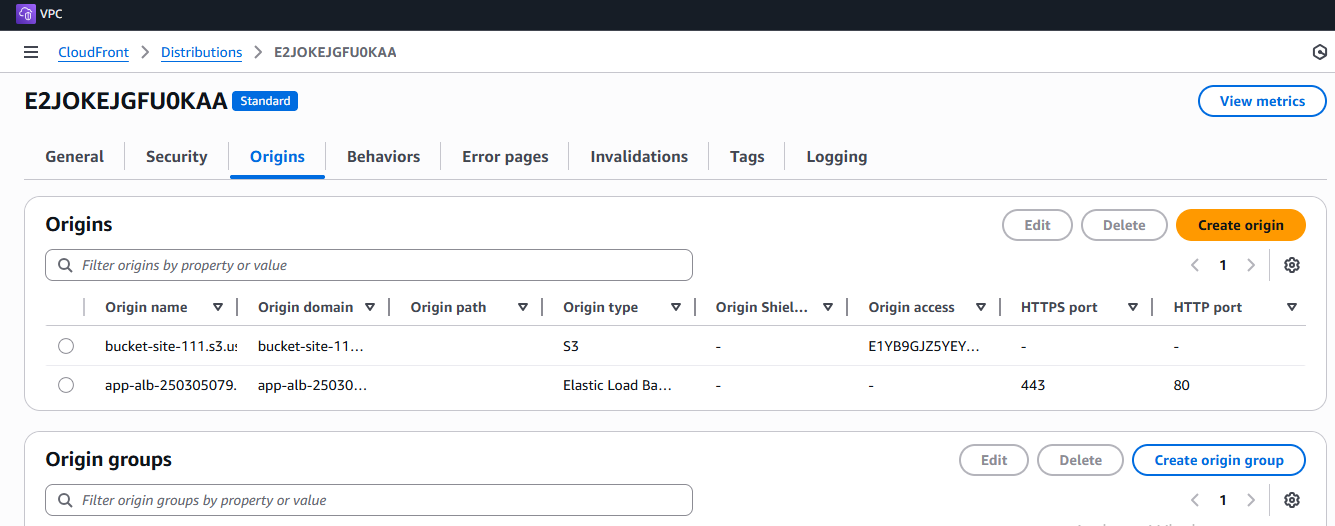 VPC
CloudFront > Distributions > E2JOKEJGFU0KAA
E2JOKEJGFU0KAA Standard View metrics
General Security Origins Behaviors Error pages Invalidations Tags Logging
Origins Edit Delete Create origin
Filter origins by property or value 1
Origin name Origin domain Origin path Origin type Origin Shiel... Origin access HTTPS port HTTP port
bucket-site-111.s3.us bucket-site-11... S3 - E1YB9GJZ5YEY... - -
app-alb-250305079. app-alb-25030... Elastic Load Ba... - - 443 80
Origin groups Edit Delete Create origin group
Filter origin groups by property or value 1